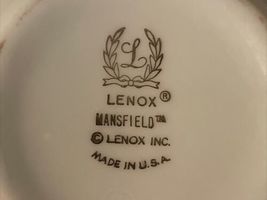 L
LENOX®
MANSFIELD™
© LENOX INC.
MADE IN U.S.A.